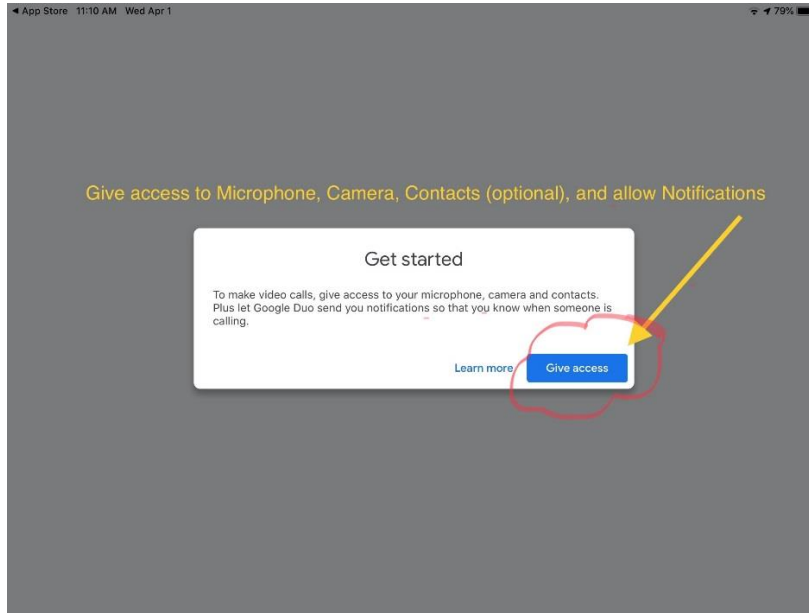 App Store 11:10 AM Wed Apr 1 79%
Give access to Microphone, Camera, Contacts (optional), and allow Notifications
Get started
To make video calls, give access to your microphone, camera and contacts.
Plus let Google Duo send you notifications so that you know when someone is
calling.
Learn more Give access